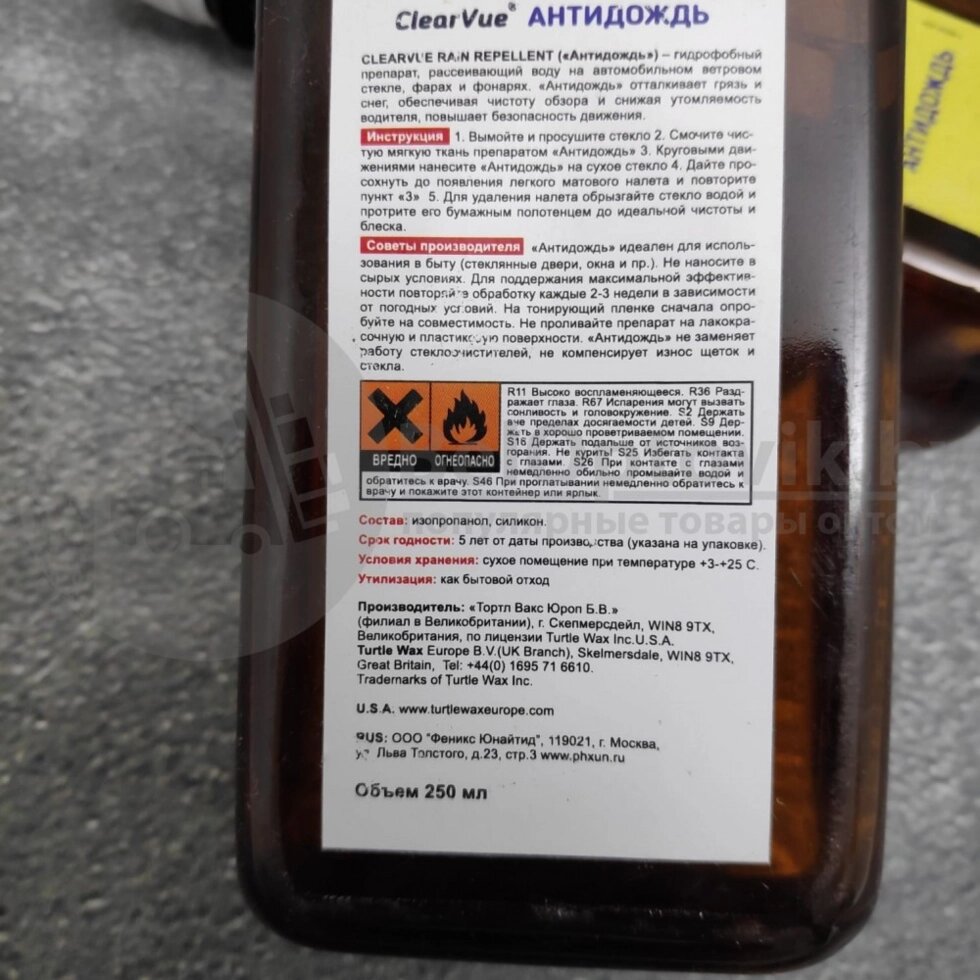 ClearVue® АНТИДОЖДЬ
CLEARVUE RAIN REPELLENT («Антидождь») – гидрофобный
препарат, рассеивающий воду на автомобильном ветровом
стекле, фарах и фонарях. «Антидождь» отталкивает грязь и
снег, обеспечивая чистоту обзора и снижая утомляемость
водителя, повышает безопасность движения.
Инструкция 1. Вымойте и просушите стекло 2. Смочите чис-
тую мягкую ткань препаратом «Антидождь» 3. Круговыми дви-
жениями нанесите «Антидождь» на сухое стекло 4. Дайте про-
сохнуть до появления легкого матового налета и повторите
пункт «3» 5. Для удаления налета обрызгайте стекло водой и
протрите его бумажным полотенцем до идеальной чистоты и
блеска.
Советы производителя «Антидождь» идеален для исполь-
зования в быту (стеклянные двери, окна и пр.). Не наносите в
сырых условиях. Для поддержания максимальной эффектив-
ности повторяйте обработку каждые 2-3 недели в зависимости
от погодных условий. На тонирующий пленке сначала опро-
буйте на совместимость. Не проливайте препарат на лакокра-
сочную и пластиковую поверхности. «Антидождь» не заменяет
работу стеклоочистителей, не компенсирует износ щеток и
стекла.
ВРЕДНО ОГНЕОПАСНО
R11 Высоко воспламеняющееся. R36 Разд-
ражает глаза. R67 Испарения могут вызвать
сонливость и головокружение. S2 Держать
вне пределах досягаемости детей. S9 Дер-
жать в хорошо проветриваемом помещении.
S16 Держать подальше от источников воз-
горания. Не курить! S25 Избегать контакта
с глазами. S26 При контакте с глазами
немедленно обильно промывайте водой и
обратитесь к врачу. S46 При проглатывании немедленно обратитесь к
врачу и покажите этот контейнер или ярлык.
Состав: изопропанол, силикон.
Срок годности: 5 лет от даты производства (указана на упаковке).
Условия хранения: сухое помещение при температуре +3-+25 С.
Утилизация: как бытовой отход
Производитель: «Тортл Вакс Юроп Б.В.»
(филиал в Великобритании), г. Скелмерсдейл, WIN8 9TX,
Великобритания, по лицензии Turtle Wax Inc.U.S.A.
Turtle Wax Europe B.V.(UK Branch), Skelmersdale, WIN8 9TX,
Great Britain, Tel: +44(0) 1695 71 6610.
Trademarks of Turtle Wax Inc.
U.S.A. www.turtlewaxeurope.com
RUS: ООО "Феникс Юнайтид", 119021, г. Москва,
ул Льва Толстого, д.23, стр.3 www.phxun.ru
Объем 250 мл
АНТИДОЖДЬ
популярные товары оптом